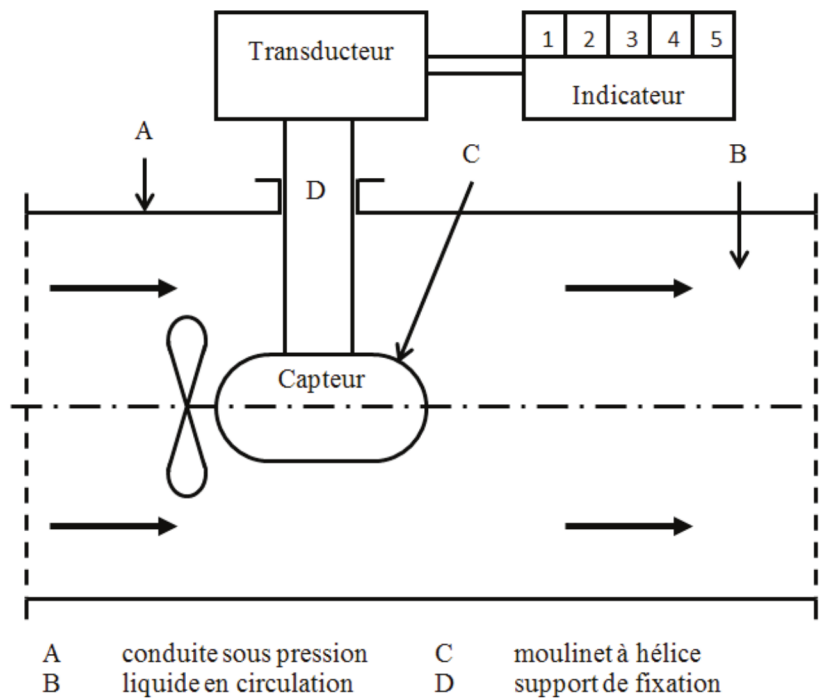 Transducteur
1 2 3 4 5
Indicateur
A
C
B
D
Capteur
A conduite sous pression C moulinet à hélice
B liquide en circulation D support de fixation